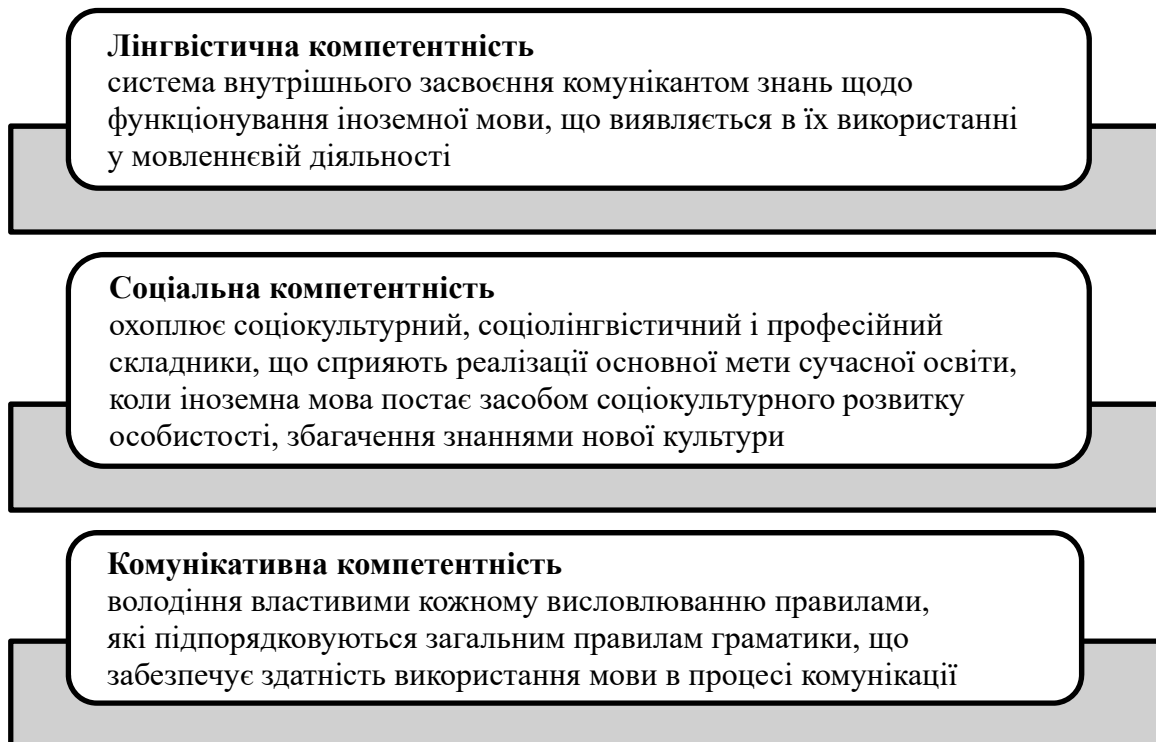 Лінгвістична компетентність
система внутрішнього засвоєння комунікантом знань щодо
функціонування іноземної мови, що виявляється в їх використанні
у мовленнєвій діяльності
Соціальна компетентність
охоплює соціокультурний, соціолінгвістичний і професійний
складники, що сприяють реалізації основної мети сучасної освіти,
коли іноземна мова постає засобом соціокультурного розвитку
особистості, збагачення знаннями нової культури
Комунікативна компетентність
володіння властивими кожному висловлюванню правилами,
які підпорядковуються загальним правилам граматики, що
забезпечує здатність використання мови в процесі комунікації